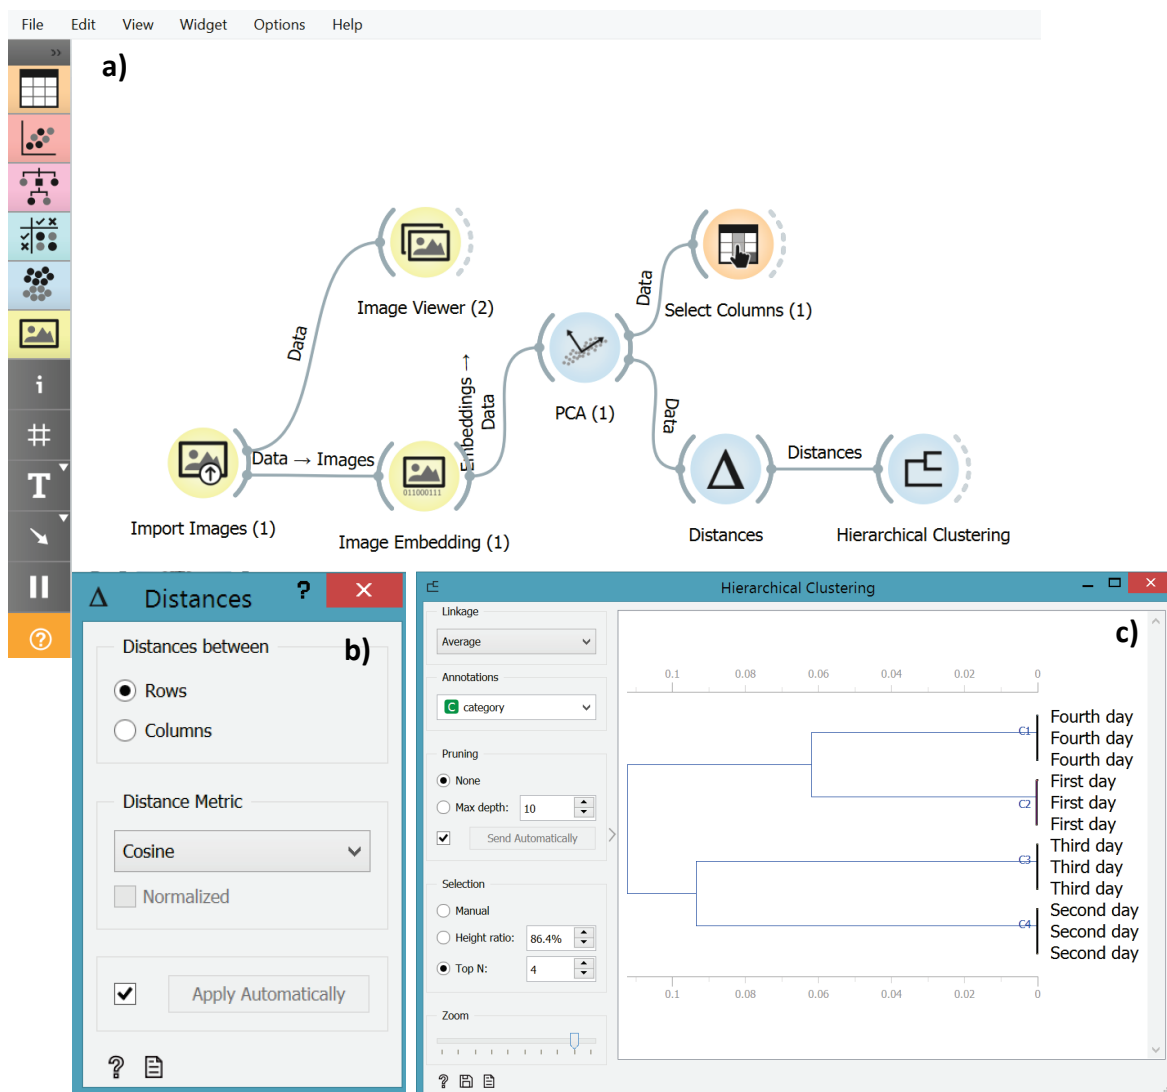 File Edit View Widget Options Help
a)
Image Viewer (2)
Select Columns (1)
Data
Data
Embeddings →
Data
PCA (1)
Data
Data → Images
Distances
011000111
Import Images (1)
Image Embedding (1)
Distances
Hierarchical Clustering
Δ Distances ? ×
b)
Distances between
Rows
Columns
Distance Metric
Cosine
Normalized
Apply Automatically
?
Hierarchical Clustering
c)
Linkage
Average
Annotations
C category
Pruning
None
Max depth: 10
Send Automatically
Selection
Manual
Height ratio: 86.4%
Top N: 4
Zoom
?
0.1 0.08 0.06 0.04 0.02 0
C1
C2
C3
C4
Fourth day
Fourth day
Fourth day
First day
First day
First day
Third day
Third day
Third day
Second day
Second day
Second day
0.1 0.08 0.06 0.04 0.02 0